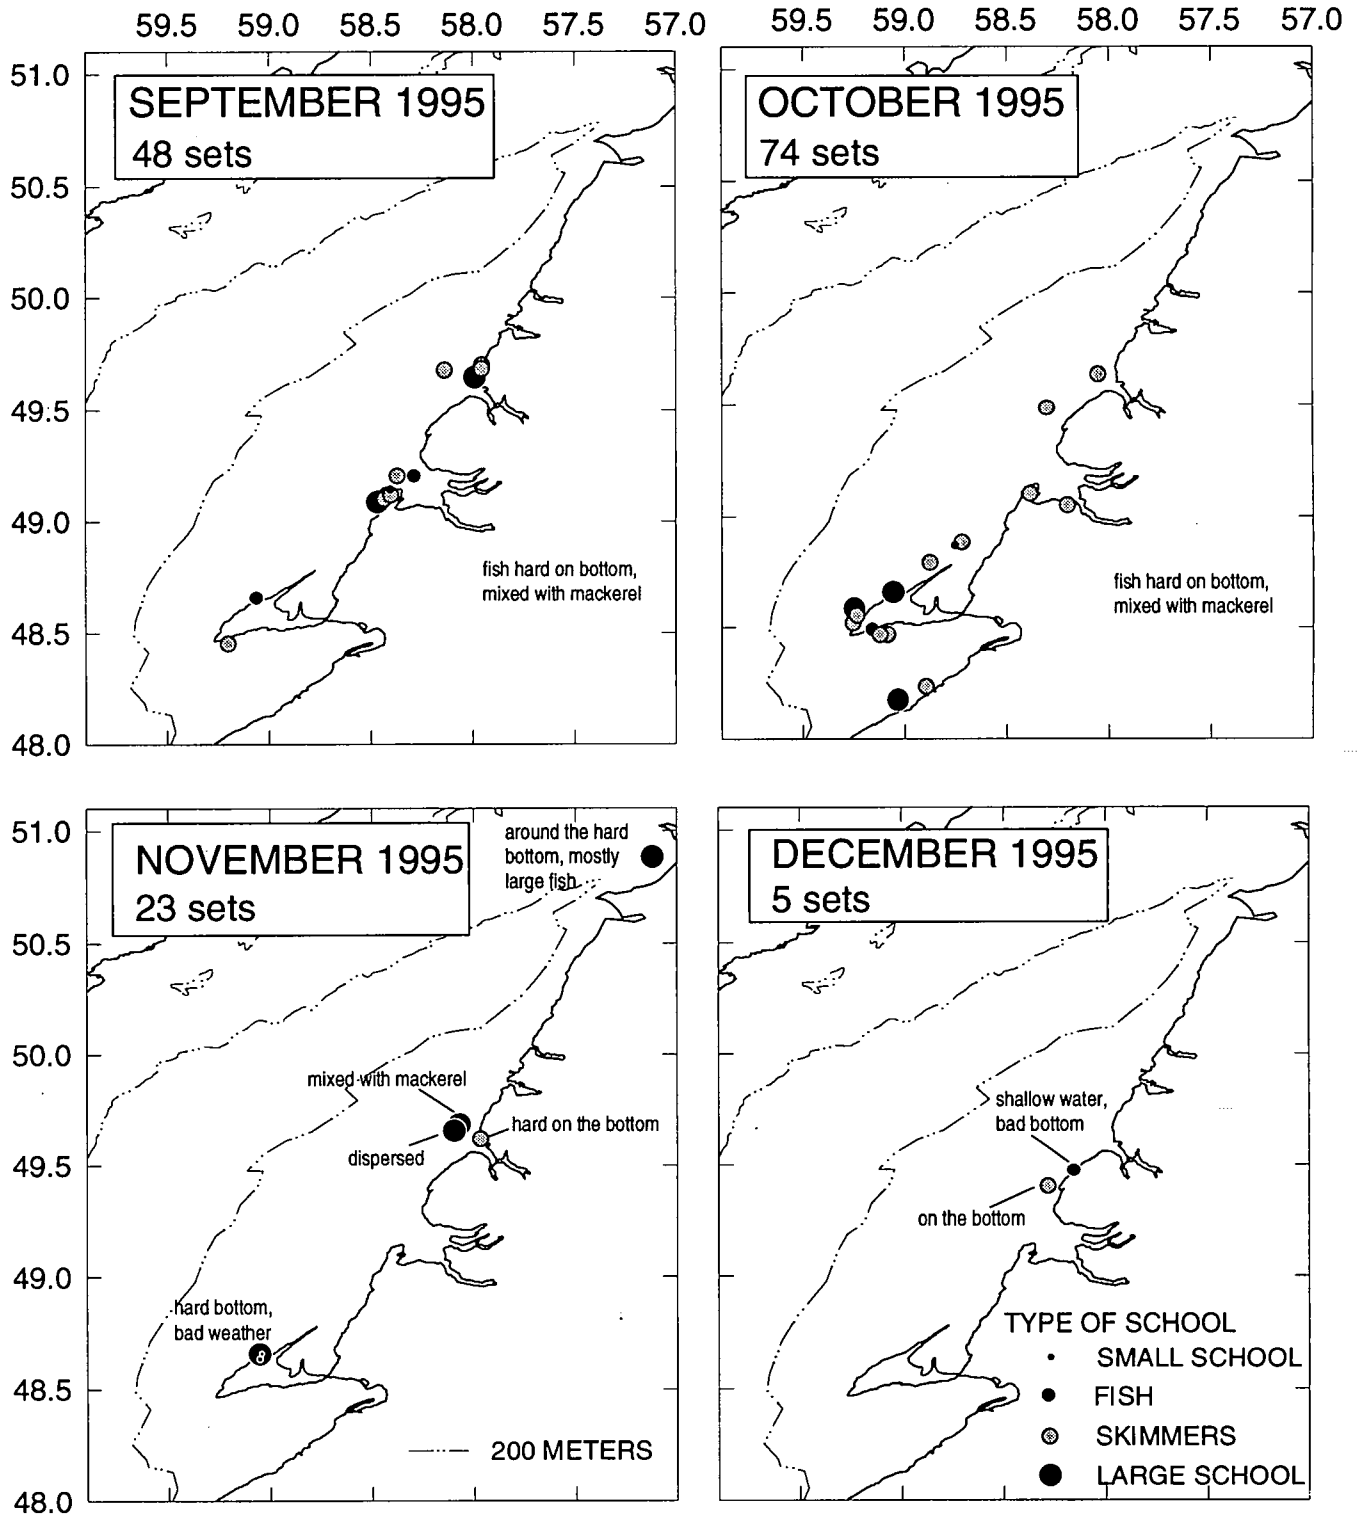 59.5 59.0 58.5 58.0 57.5 57.0
59.5 59.0 58.5 58.0 57.5 57.0
51.0
50.5
50.0
49.5
49.0
48.5
48.0
SEPTEMBER 1995
48 sets
fish hard on bottom,
mixed with mackerel
OCTOBER 1995
74 sets
fish hard on bottom,
mixed with mackerel
51.0
50.5
50.0
49.5
49.0
48.5
48.0
NOVEMBER 1995
23 sets
around the hard
bottom, mostly
large fish
mixed with mackerel
hard on the bottom
dispersed
hard bottom,
bad weather
8
200 METERS
DECEMBER 1995
5 sets
shallow water,
bad bottom
on the bottom
TYPE OF SCHOOL
SMALL SCHOOL
FISH
SKIMMERS
LARGE SCHOOL